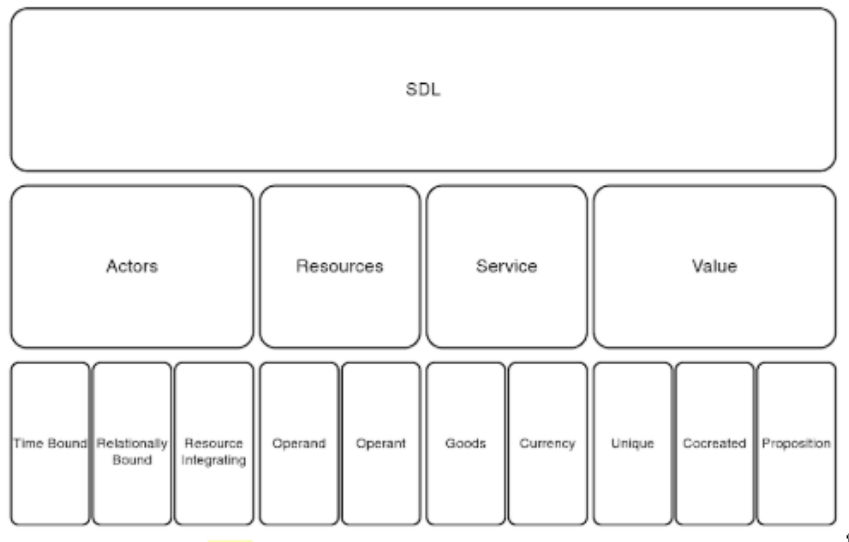 SDL
Actors
Resources
Service
Value
Time Bound
Relationally
Bound
Resource
Integrating
Operand
Operant
Goods
Currency
Unique
Cocreated
Proposition